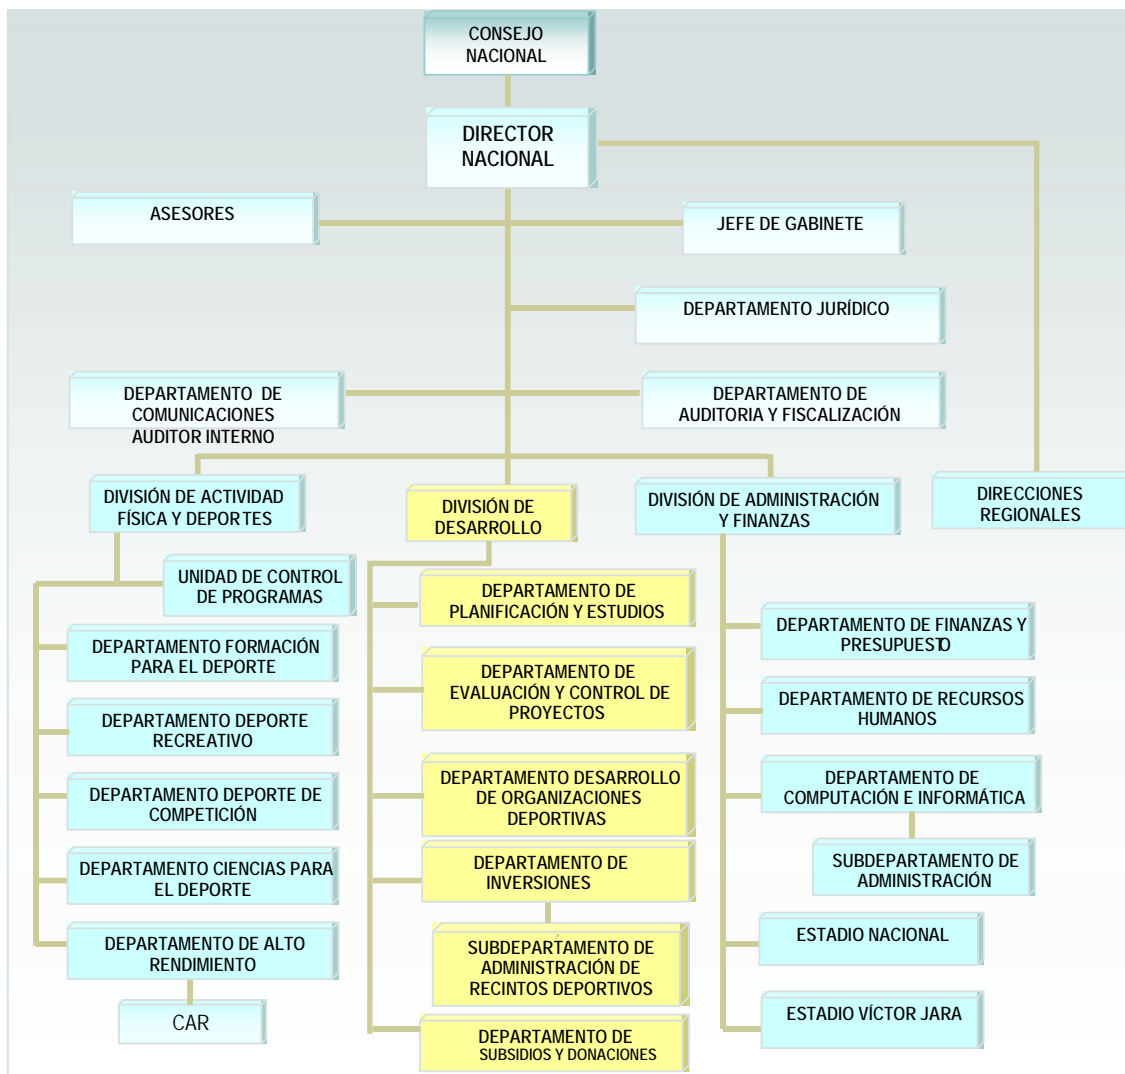 CONSEJO
NACIONAL
DIRECTOR
NACIONAL
ASESORES
JEFE DE GABINETE
DEPARTAMENTO JURÍDICO
DEPARTAMENTO DE
COMUNICACIONES
AUDITOR INTERNO
DEPARTAMENTO DE
AUDITORIA Y FISCALIZACIÓN
DIVISIÓN DE ACTIVIDAD
FÍSICA Y DEPORTES
DIVISIÓN DE
DESARROLLO
DIVISIÓN DE ADMINISTRACIÓN
Y FINANZAS
DIRECCIONES
REGIONALES
UNIDAD DE CONTROL
DE PROGRAMAS
DEPARTAMENTO FORMACIÓN
PARA EL DEPORTE
DEPARTAMENTO DEPORTE
RECREATIVO
DEPARTAMENTO DEPORTE DE
COMPETICIÓN
DEPARTAMENTO CIENCIAS PARA
EL DEPORTE
DEPARTAMENTO DE ALTO
RENDIMIENTO
CAR
DEPARTAMENTO DE
PLANIFICACIÓN Y ESTUDIOS
DEPARTAMENTO DE
EVALUACIÓN Y CONTROL DE
PROYECTOS
DEPARTAMENTO DESARROLLO
DE ORGANIZACIONES
DEPORTIVAS
DEPARTAMENTO DE
INVERSIONES
SUBDEPARTAMENTO DE
ADMINISTRACIÓN DE
RECINTOS DEPORTIVOS
DEPARTAMENTO DE
SUBSIDIOS Y DONACIONES
DEPARTAMENTO DE FINANZAS Y
PRESUPUESTO
DEPARTAMENTO DE RECURSOS
HUMANOS
DEPARTAMENTO DE
COMPUTACIÓN E INFORMÁTICA
SUBDEPARTAMENTO DE
ADMINISTRACIÓN
ESTADIO NACIONAL
ESTADIO VÍCTOR JARA